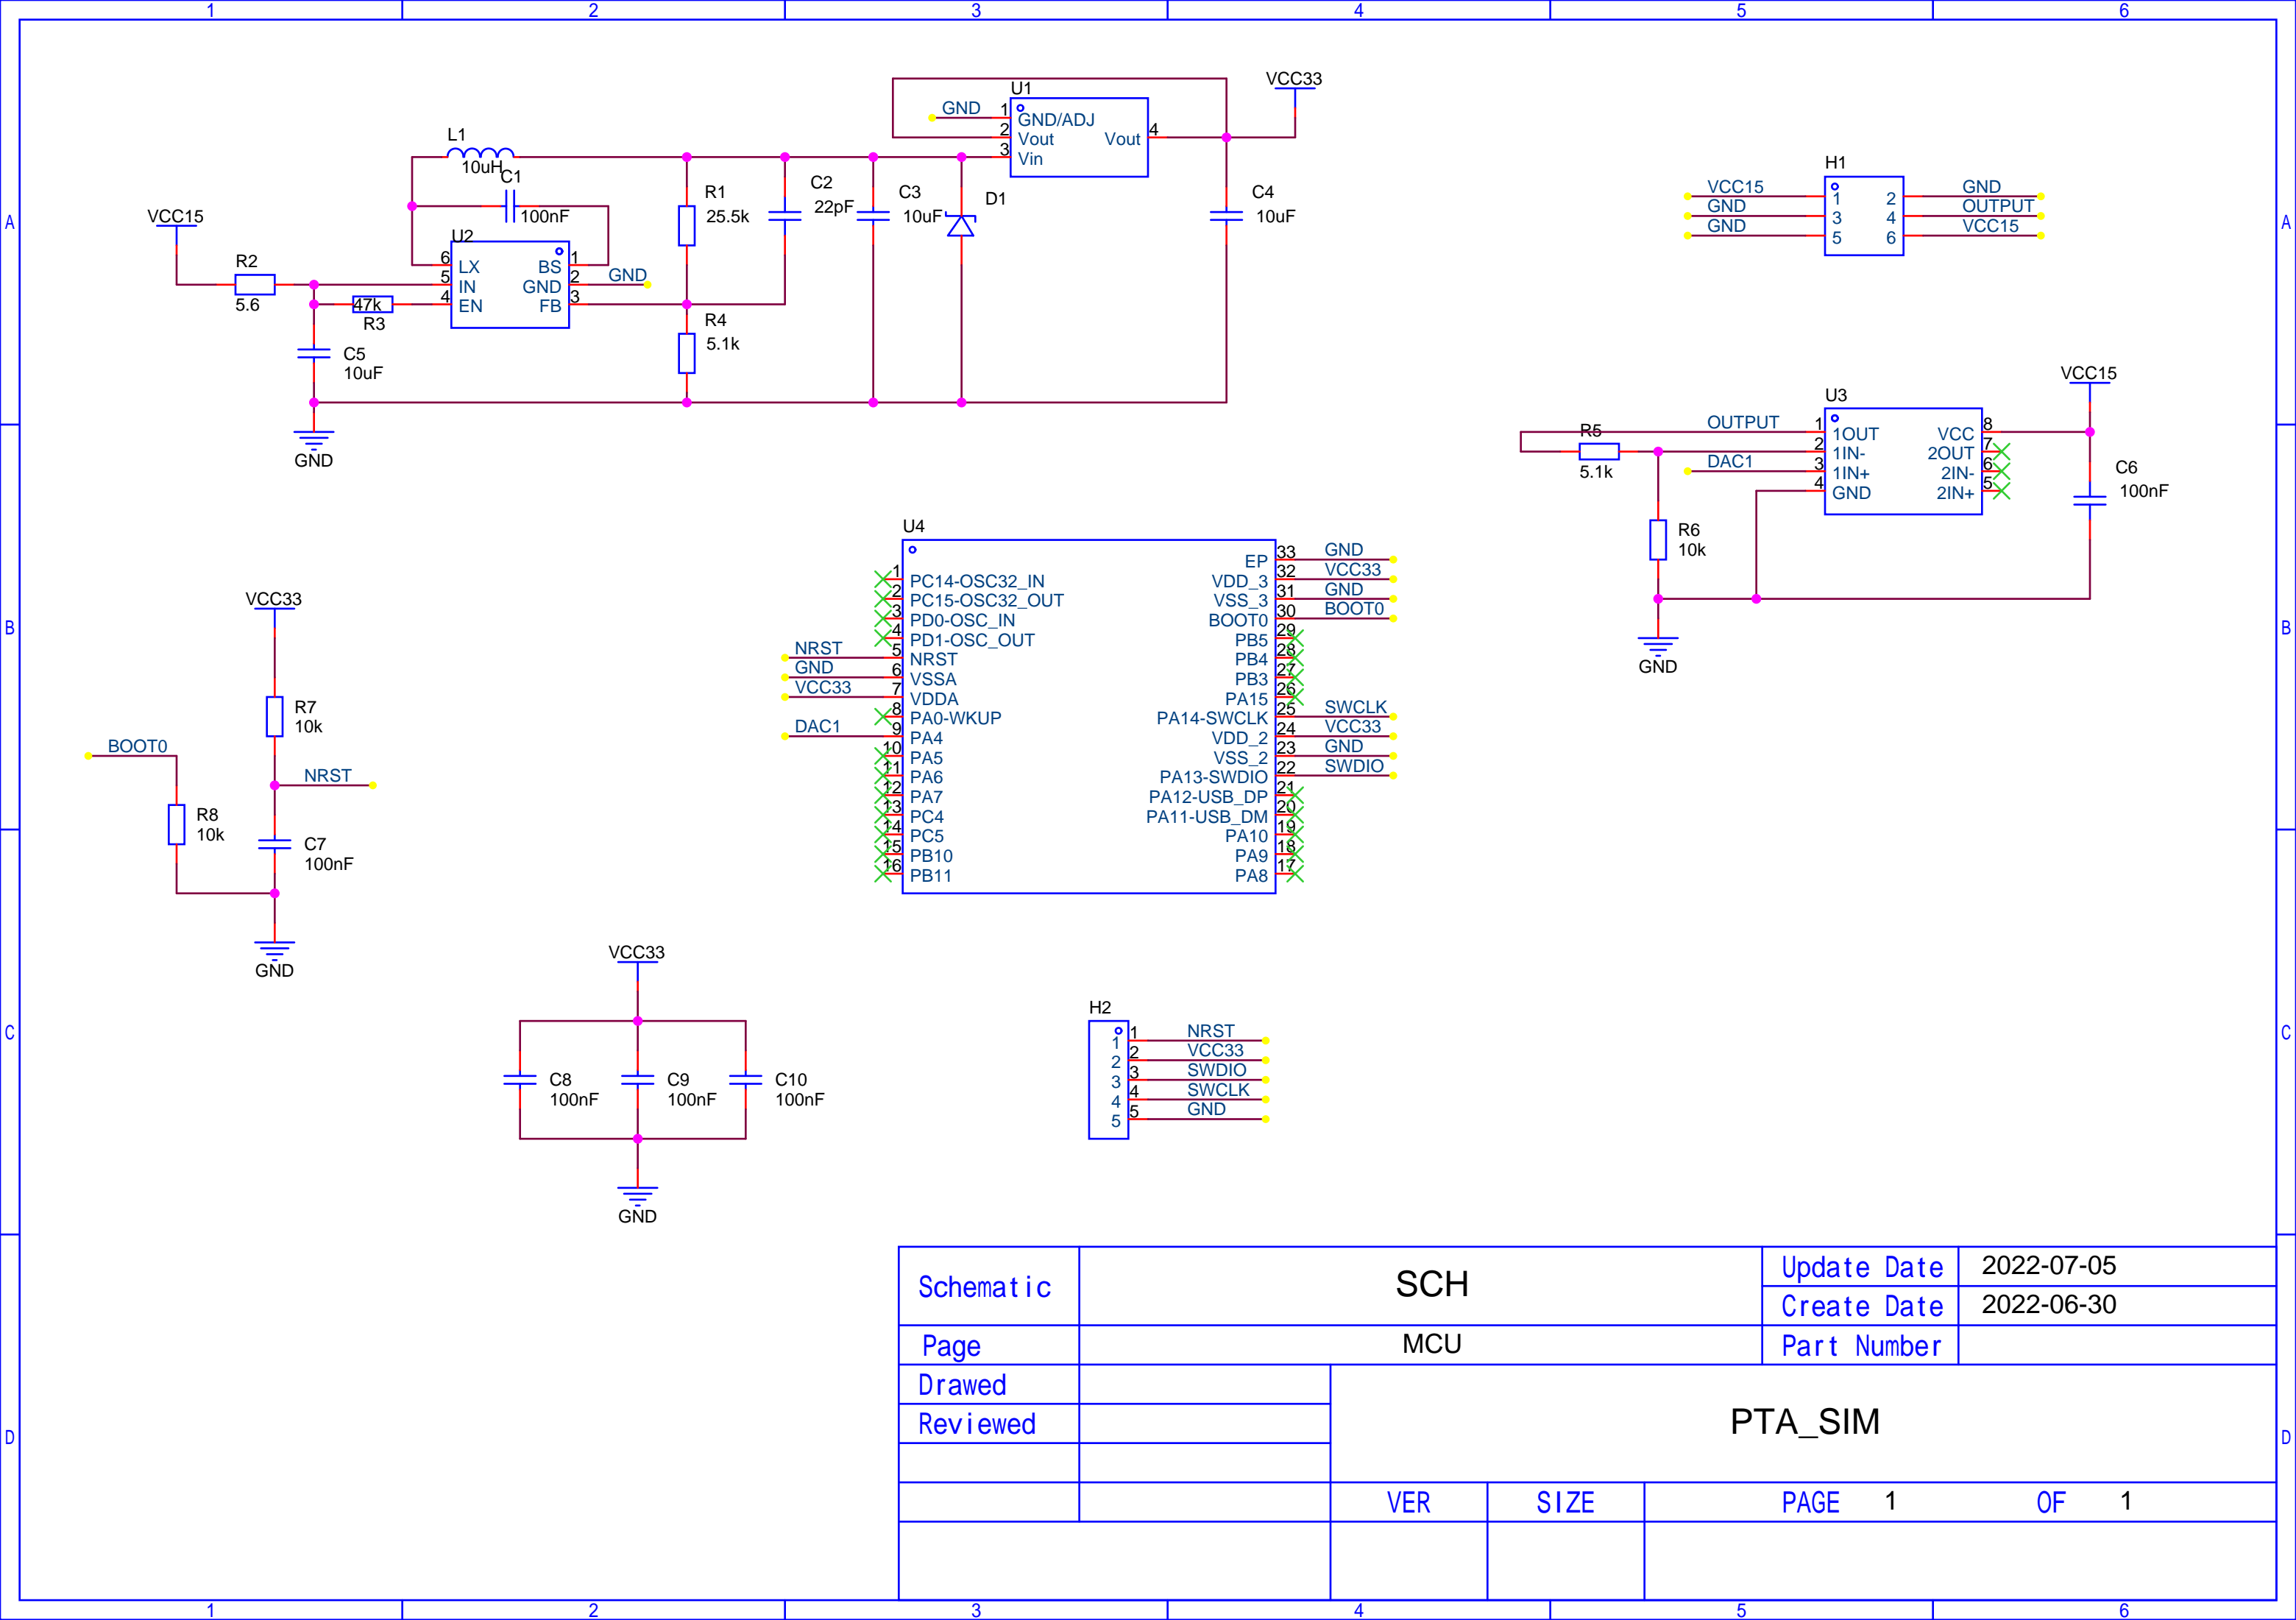 1 2 3 4 5 6
A A
B B
C C
D D
VCC15
R2
5.6
47k
R3
C5
10uF
GND
L1
10uH
C1
100nF
U2
6 LX BS 1
5 IN GND 2 GND
4 EN FB 3
R1
25.5k
R4
5.1k
C2
22pF
C3
10uF
D1
U1
GND 1 GND/ADJ
2 Vout Vout 4
3 Vin
VCC33
C4
10uF
H1
VCC15 1 2 GND
GND 3 4 OUTPUT
GND 5 6 VCC15
VCC15
U3
OUTPUT 1 1OUT VCC 8
2 1IN- 2OUT 7
DAC1 3 1IN+ 2IN- 6
4 GND 2IN+ 5
R5
5.1k
R6
10k
C6
100nF
GND
U4
EP 33 GND
1 PC14-OSC32_IN VDD_3 32 VCC33
2 PC15-OSC32_OUT VSS_3 31 GND
3 PD0-OSC_IN BOOT0 30 BOOT0
4 PD1-OSC_OUT PB5 29
NRST 5 NRST PB4 28
GND 6 VSSA PB3 27
VCC33 7 VDDA PA15 26
8 PA0-WKUP PA14-SWCLK 25 SWCLK
DAC1 9 PA4 VDD_2 24 VCC33
10 PA5 VSS_2 23 GND
11 PA6 PA13-SWDIO 22 SWDIO
12 PA7 PA12-USB_DP 21
13 PC4 PA11-USB_DM 20
14 PC5 PA10 19
15 PB10 PA9 18
16 PB11 PA8 17
VCC33
R7
10k
BOOT0
NRST
R8
10k
C7
100nF
GND
VCC33
C8
100nF
C9
100nF
C10
100nF
GND
H2
1 1 NRST
2 2 VCC33
3 3 SWDIO
4 4 SWCLK
5 5 GND
Schematic SCH Update Date 2022-07-05
Create Date 2022-06-30
Page MCU Part Number
Drawed
Reviewed
PTA_SIM
VER SIZE PAGE 1 OF 1
1 2 3 4 5 6